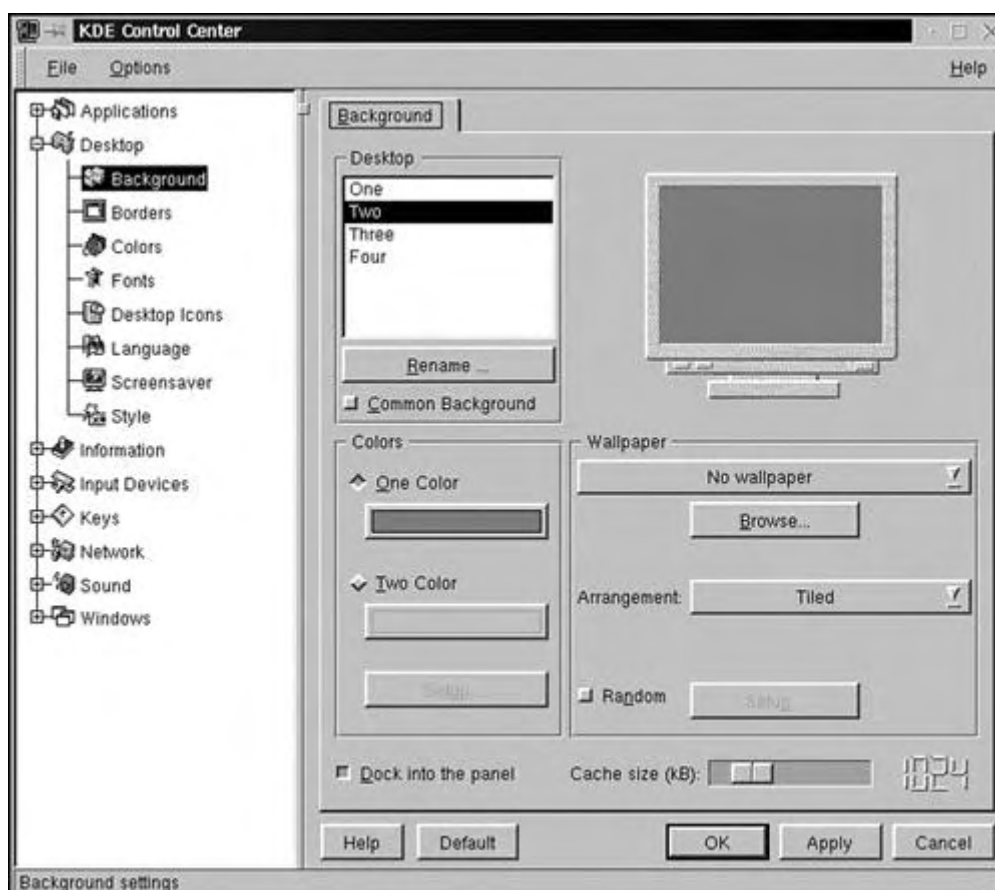 KDE Control Center
File Options Help
Applications
Desktop
Background
Borders
Colors
Fonts
Desktop Icons
Language
Screensaver
Style
Information
Input Devices
Keys
Network
Sound
Windows
Background
Desktop
One
Two
Three
Four
Rename ...
Common Background
Colors
One Color
Two Color
Setup...
Wallpaper
No wallpaper
Browse...
Arrangement: Tiled
Random Setup...
Dock into the panel
Cache size (kB): 1024
Help Default OK Apply Cancel
Background settings